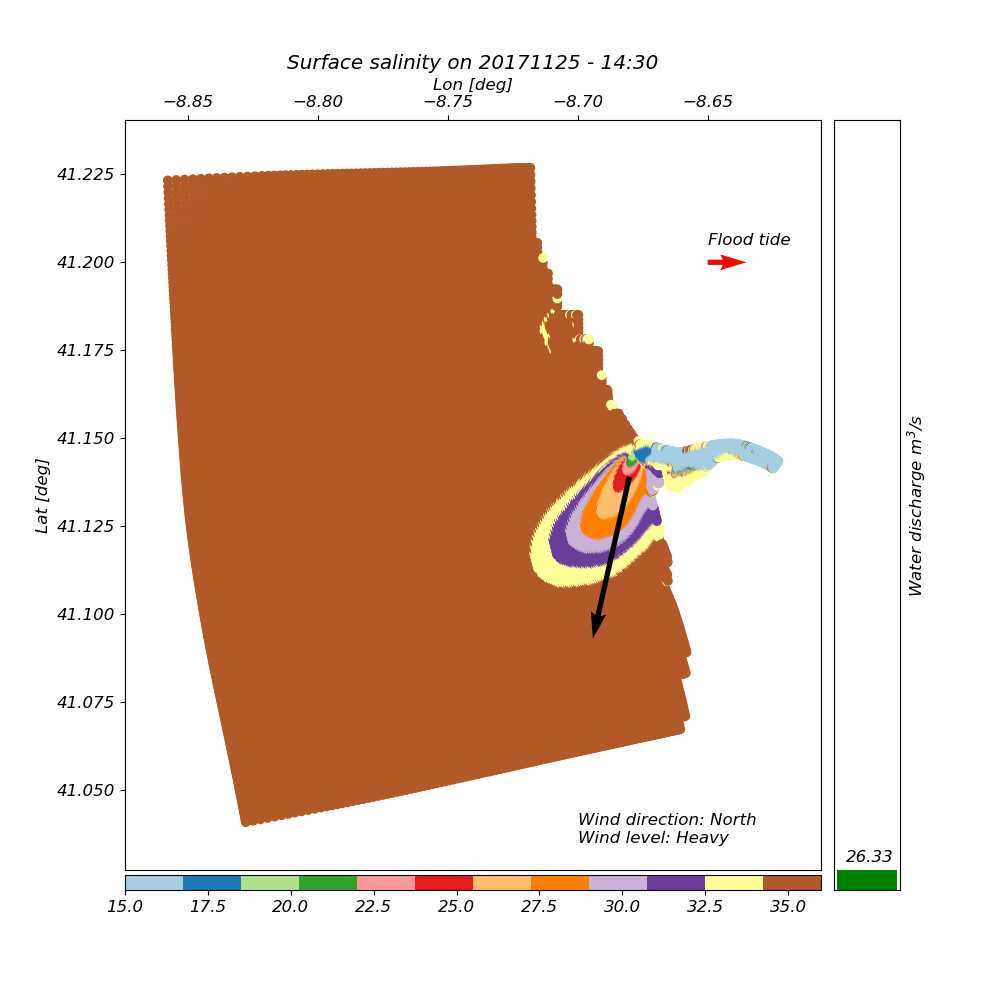 Surface salinity on 20171125 - 14:30
Lon [deg]
−8.85 −8.80 −8.75 −8.70 −8.65
41.225
41.200
41.175
41.150
41.125
41.100
41.075
41.050
Lat [deg]
Flood tide
Wind direction: North
Wind level: Heavy
15.0 17.5 20.0 22.5 25.0 27.5 30.0 32.5 35.0
26.33
Water discharge m³/s